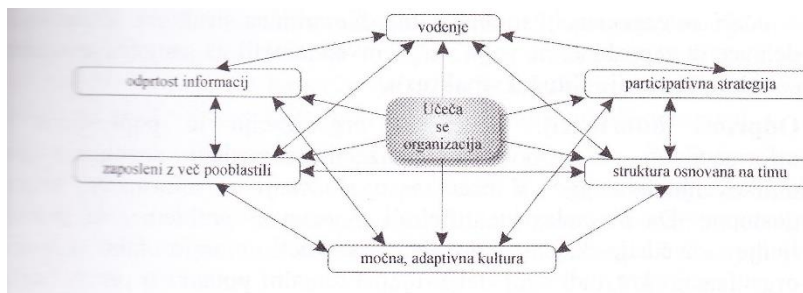 vodenje
odprtost informacij
participativna strategija
Učeča
se
organizacija
zaposleni z več pooblastili
struktura osnovana na timu
močna, adaptivna kultura